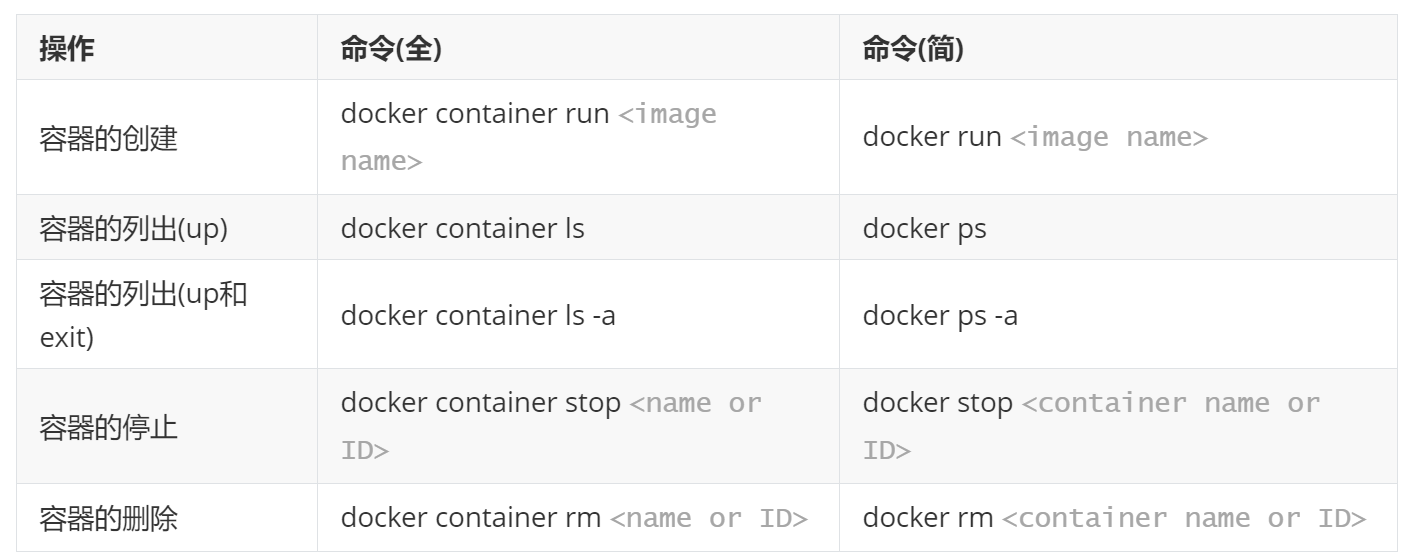 操作 命令(全) 命令(简)
容器的创建 docker container run <image name> docker run <image name>
容器的列出(up) docker container ls docker ps
容器的列出(up和exit) docker container ls -a docker ps -a
容器的停止 docker container stop <name or ID> docker stop <container name or ID>
容器的删除 docker container rm <name or ID> docker rm <container name or ID>